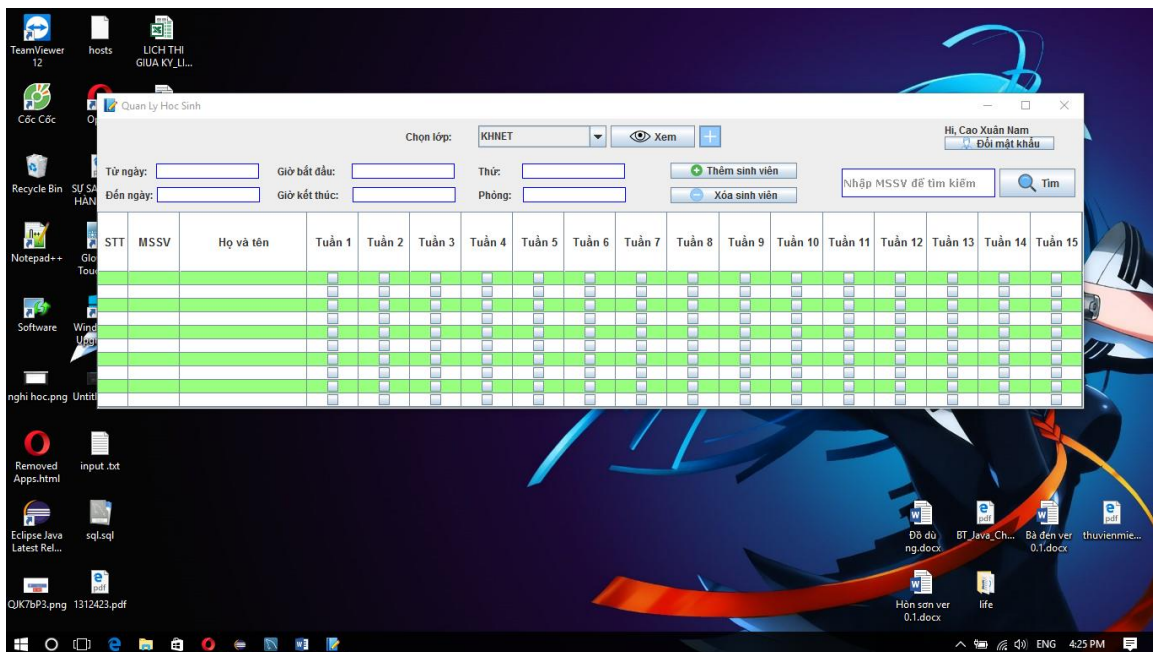 TeamViewer 12
hosts
LICH THI GIUA KY_LI...
Cốc Cốc
Recycle Bin
Notepad++
Software
nghi hoc.png
Removed Apps.html
input .txt
Eclipse Java Latest Rel...
sql.sql
QJK7bP3.png
1312423.pdf
Quan Ly Hoc Sinh
Chọn lớp:
KHNET
Xem
Hi, Cao Xuân Nam
Đổi mật khẩu
Từ ngày:
Giờ bắt đầu:
Thứ:
Thêm sinh viên
Đến ngày:
Giờ kết thúc:
Phòng:
Xóa sinh viên
Nhập MSSV để tìm kiếm
Tìm
STT MSSV Họ và tên Tuần 1 Tuần 2 Tuần 3 Tuần 4 Tuần 5 Tuần 6 Tuần 7 Tuần 8 Tuần 9 Tuần 10 Tuần 11 Tuần 12 Tuần 13 Tuần 14 Tuần 15
Đồ dù ng.docx
BT_Java_Ch...
Bà đen ver 0.1.docx
thuvienmie...
Hòn sơn ver 0.1.docx
life
ENG 4:25 PM